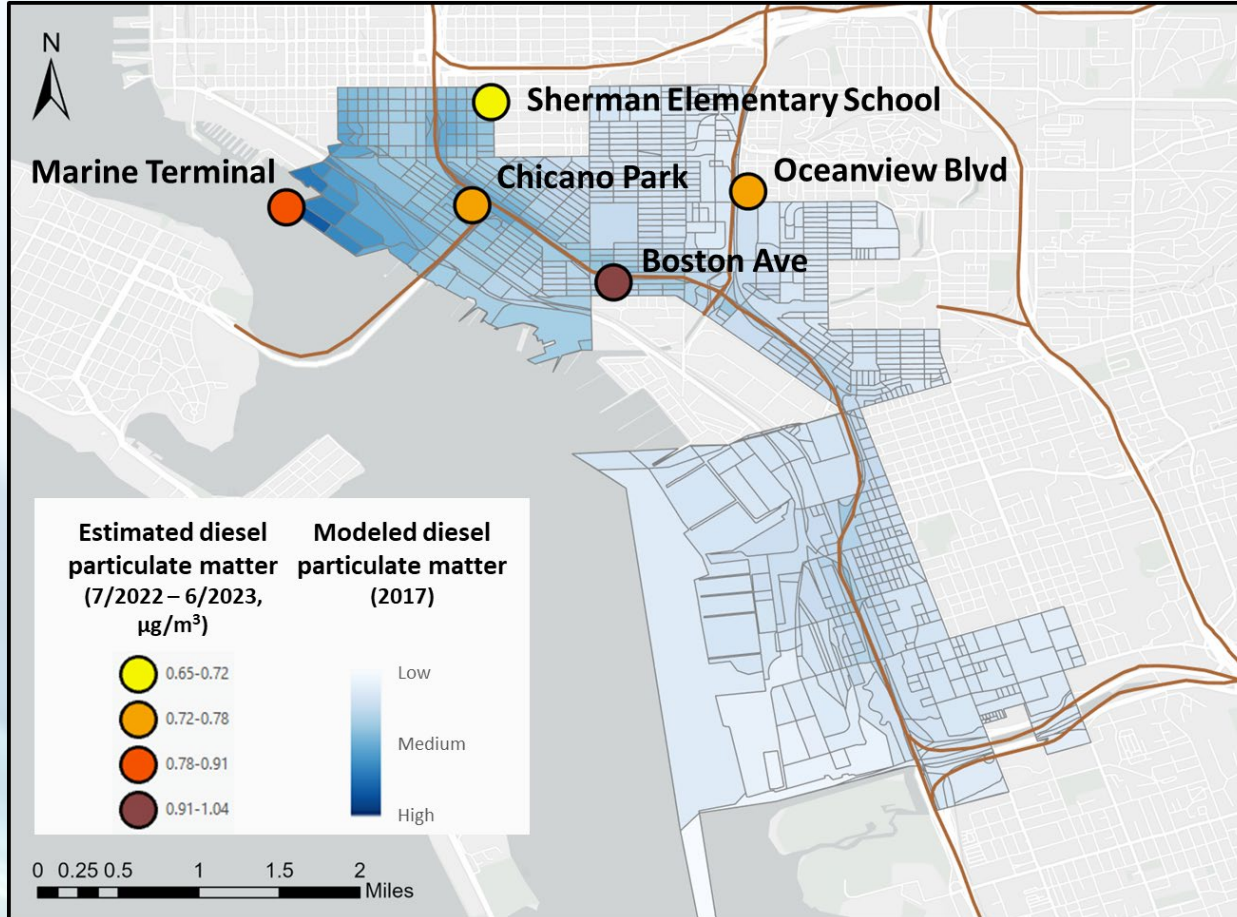 N
Sherman Elementary School
Marine Terminal
Chicano Park
Oceanview Blvd
Boston Ave
Estimated diesel
particulate matter
(7/2022 – 6/2023,
µg/m³)
0.65-0.72
0.72-0.78
0.78-0.91
0.91-1.04
Modeled diesel
particulate matter
(2017)
Low
Medium
High
0 0.25 0.5 1 1.5 2
Miles